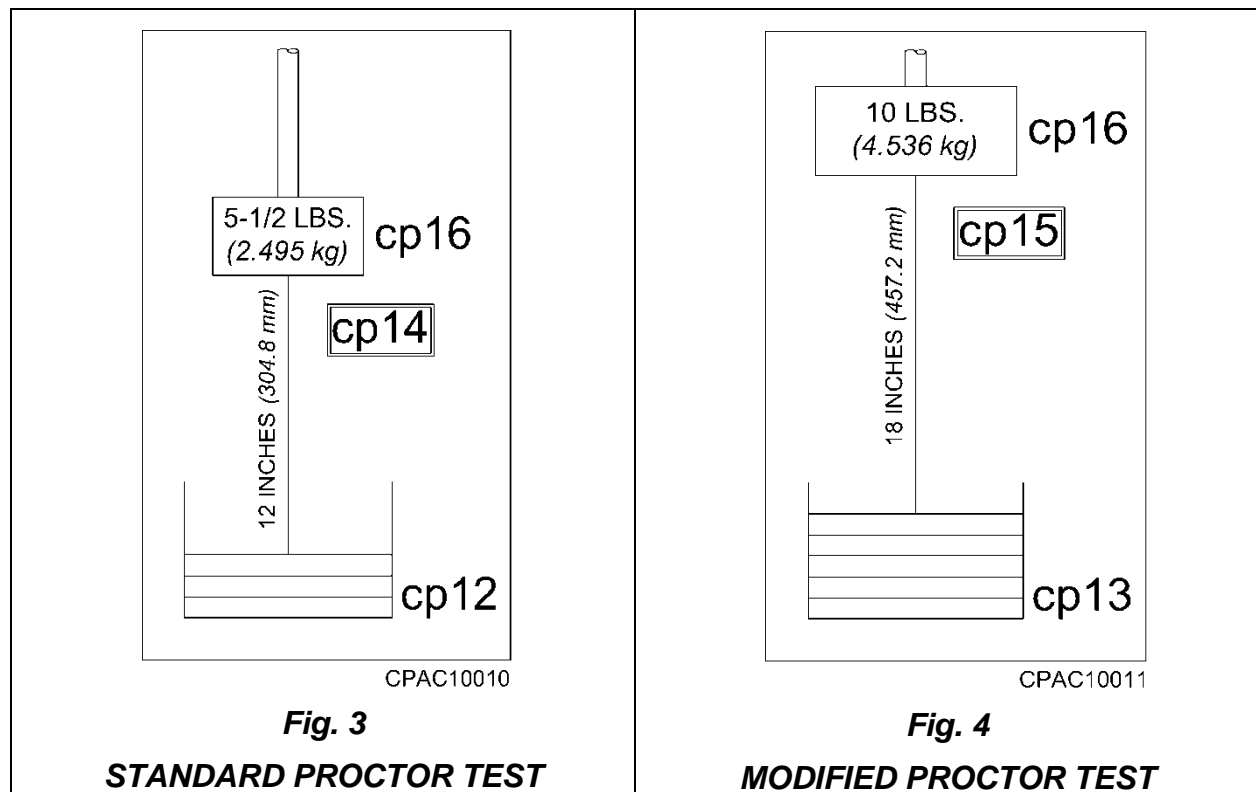 5-1/2 LBS.
(2.495 kg)
cp16
cp14
12 INCHES (304.8 mm)
cp12
CPAC10010
Fig. 3
STANDARD PROCTOR TEST
10 LBS.
(4.536 kg)
cp16
cp15
18 INCHES (457.2 mm)
cp13
CPAC10011
Fig. 4
MODIFIED PROCTOR TEST